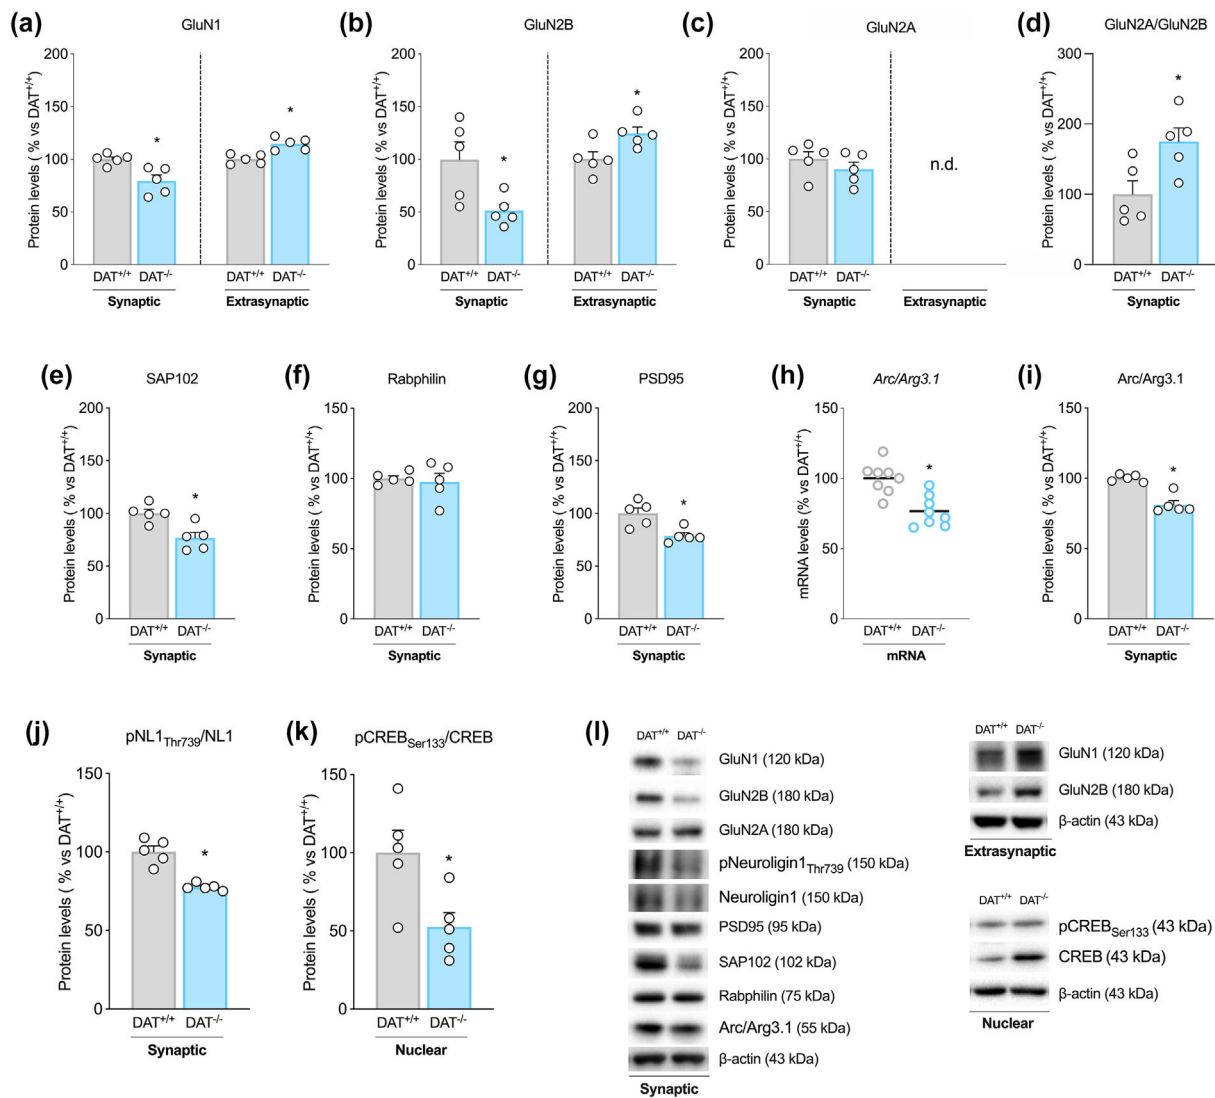 (a)
GluN1
Protein levels ( % vs DAT+/+)
200
150
100
50
0
*
*
DAT+/+ DAT-/-
DAT+/+ DAT-/-
Synaptic
Extrasynaptic
(b)
GluN2B
Protein levels ( % vs DAT+/+)
200
150
100
50
0
*
*
DAT+/+ DAT-/-
DAT+/+ DAT-/-
Synaptic
Extrasynaptic
(c)
GluN2A
Protein levels ( % vs DAT+/+)
200
150
100
50
0
n.d.
DAT+/+ DAT-/-
Synaptic
Extrasynaptic
(d)
GluN2A/GluN2B
Protein levels ( % vs DAT+/+)
300
200
100
0
*
DAT+/+ DAT-/-
Synaptic
(e)
SAP102
Protein levels ( % vs DAT+/+)
200
150
100
50
0
*
DAT+/+ DAT-/-
Synaptic
(f)
Rabphilin
Protein levels ( % vs DAT+/+)
150
100
50
0
DAT+/+ DAT-/-
Synaptic
(g)
PSD95
Protein levels ( % vs DAT+/+)
200
150
100
50
0
*
DAT+/+ DAT-/-
Synaptic
(h)
Arc/Arg3.1
mRNA levels (% vs DAT+/+)
150
100
50
0
*
DAT+/+ DAT-/-
mRNA
(i)
Arc/Arg3.1
Protein levels ( % vs DAT+/+)
150
100
50
0
*
DAT+/+ DAT-/-
Synaptic
(j)
pNL1Thr739/NL1
Protein levels ( % vs DAT+/+)
150
100
50
0
*
DAT+/+ DAT-/-
Synaptic
(k)
pCREBSer133/CREB
Protein levels ( % vs DAT+/+)
150
100
50
0
*
DAT+/+ DAT-/-
Nuclear
(l)
DAT+/+ DAT-/-
GluN1 (120 kDa)
GluN2B (180 kDa)
GluN2A (180 kDa)
pNeuroligin1Thr739 (150 kDa)
Neuroligin1 (150 kDa)
PSD95 (95 kDa)
SAP102 (102 kDa)
Rabphilin (75 kDa)
Arc/Arg3.1 (55 kDa)
β-actin (43 kDa)
Synaptic
DAT+/+ DAT-/-
GluN1 (120 kDa)
GluN2B (180 kDa)
β-actin (43 kDa)
Extrasynaptic
DAT+/+ DAT-/-
pCREBSer133 (43 kDa)
CREB (43 kDa)
β-actin (43 kDa)
Nuclear